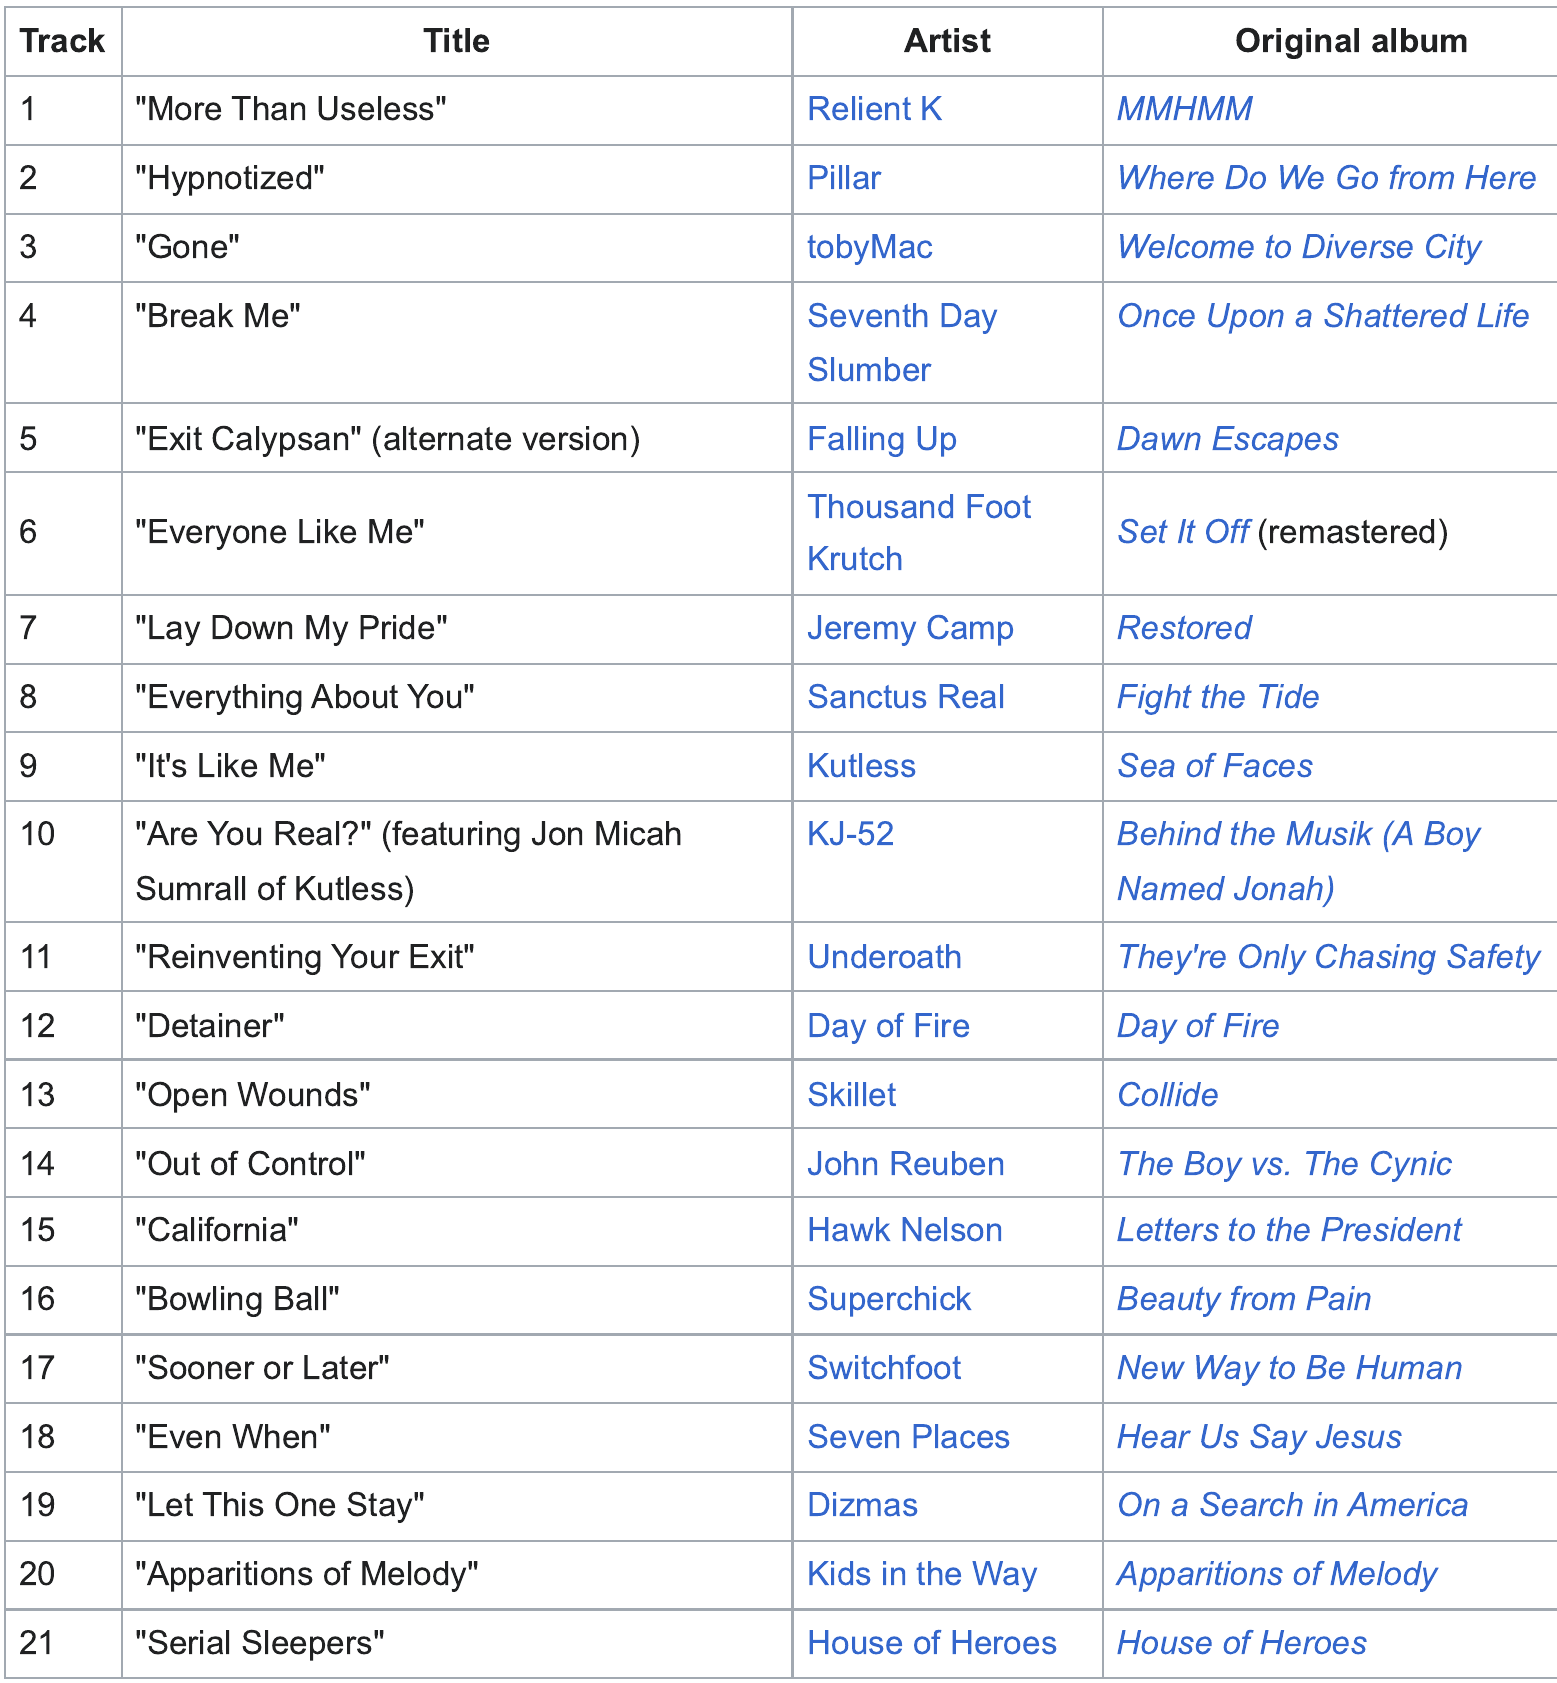 Track Title Artist Original album
1 "More Than Useless" Relient K MMHMM
2 "Hypnotized" Pillar Where Do We Go from Here
3 "Gone" tobyMac Welcome to Diverse City
4 "Break Me" Seventh Day Once Upon a Shattered Life
Slumber
5 "Exit Calypsan" (alternate version) Falling Up Dawn Escapes
6 "Everyone Like Me" Thousand Foot Set It Off (remastered)
Krutch
7 "Lay Down My Pride" Jeremy Camp Restored
8 "Everything About You" Sanctus Real Fight the Tide
9 "It's Like Me" Kutless Sea of Faces
10 "Are You Real?" (featuring Jon Micah KJ-52 Behind the Musik (A Boy
Sumrall of Kutless) Named Jonah)
11 "Reinventing Your Exit" Underoath They're Only Chasing Safety
12 "Detainer" Day of Fire Day of Fire
13 "Open Wounds" Skillet Collide
14 "Out of Control" John Reuben The Boy vs. The Cynic
15 "California" Hawk Nelson Letters to the President
16 "Bowling Ball" Superchick Beauty from Pain
17 "Sooner or Later" Switchfoot New Way to Be Human
18 "Even When" Seven Places Hear Us Say Jesus
19 "Let This One Stay" Dizmas On a Search in America
20 "Apparitions of Melody" Kids in the Way Apparitions of Melody
21 "Serial Sleepers" House of Heroes House of Heroes